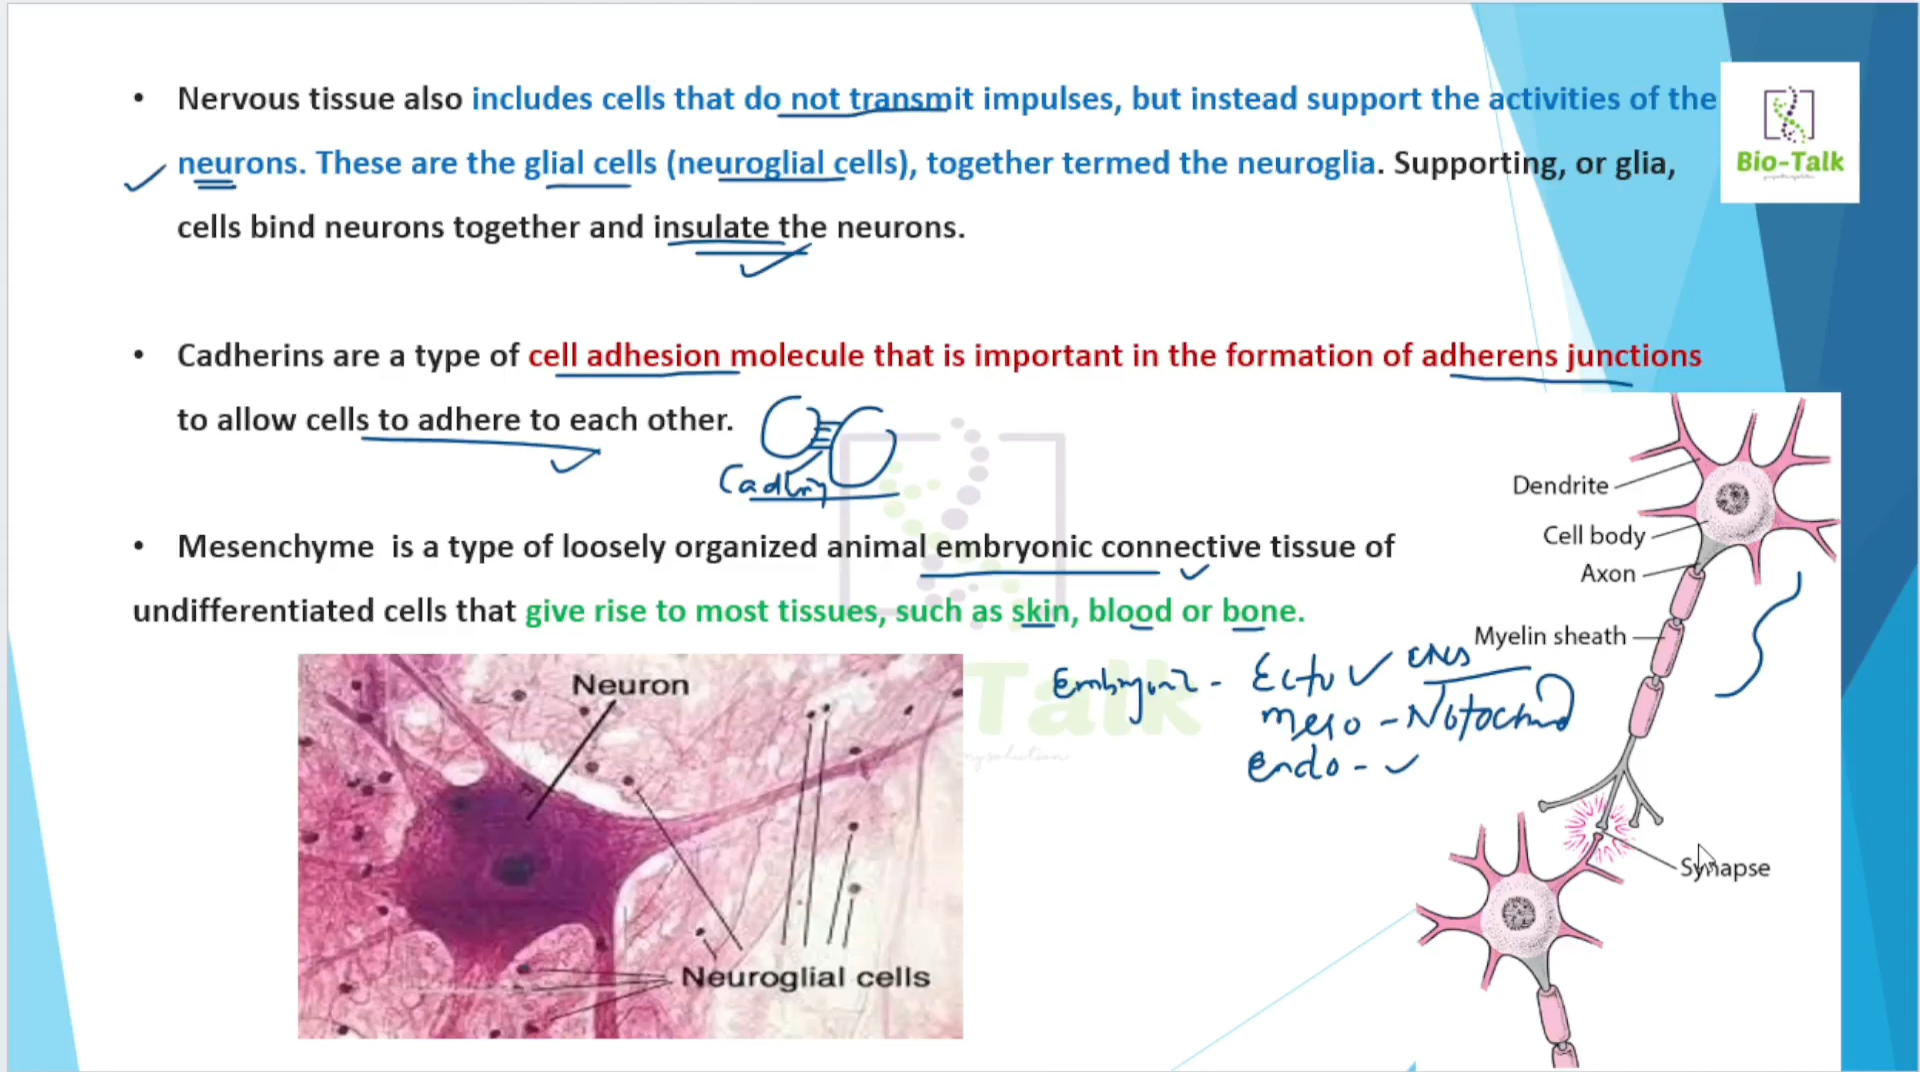 • Nervous tissue also includes cells that do not transmit impulses, but instead support the activities of the
neurons. These are the glial cells (neuroglial cells), together termed the neuroglia. Supporting, or glia,
cells bind neurons together and insulate the neurons.
Bio-Talk
• Cadherins are a type of cell adhesion molecule that is important in the formation of adherens junctions
to allow cells to adhere to each other.
• Mesenchyme is a type of loosely organized animal embryonic connective tissue of
undifferentiated cells that give rise to most tissues, such as skin, blood or bone.
Ecto CNS
Meso - Notochord
Endo -
Talk
Neuron
Neuroglial cells
Dendrite
Cell body
Axon
Myelin sheath
Synapse